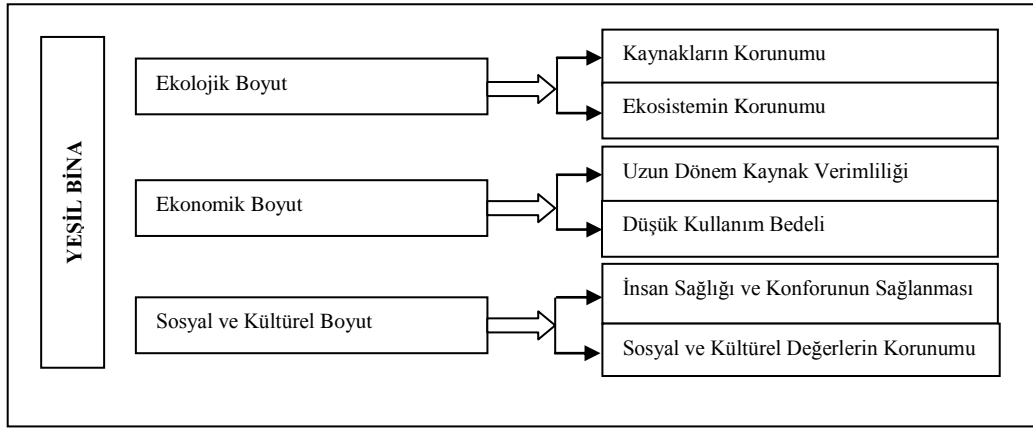 YEŞİL BİNA
Ekolojik Boyut
Kaynakların Korunumu
Ekosistemin Korunumu
Ekonomik Boyut
Uzun Dönem Kaynak Verimliliği
Düşük Kullanım Bedeli
Sosyal ve Kültürel Boyut
İnsan Sağlığı ve Konforunun Sağlanması
Sosyal ve Kültürel Değerlerin Korunumu